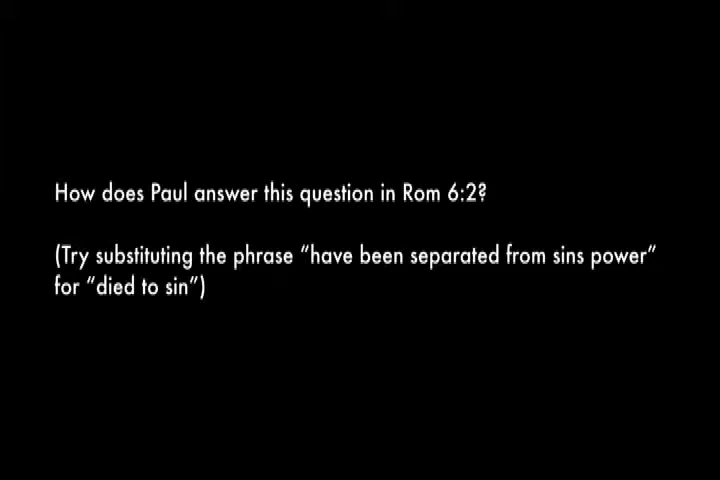 How does Paul answer this question in Rom 6:2?
(Try substituting the phrase “have been separated from sins power”
for “died to sin”)